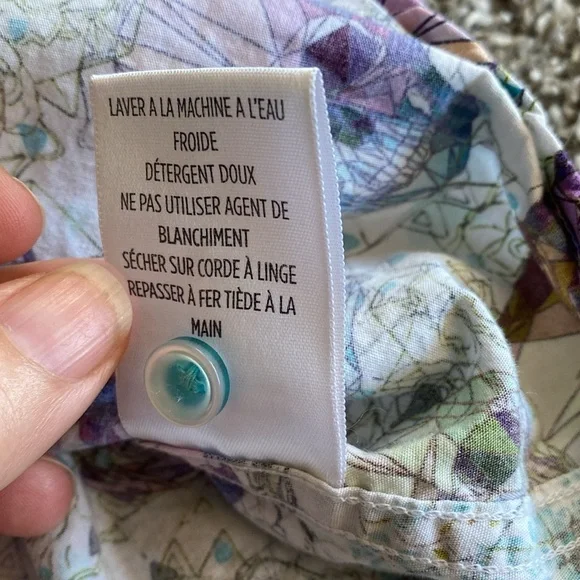 LAVER A LA MACHINE A L'EAU
FROIDE
DÉTERGENT DOUX
NE PAS UTILISER AGENT DE
BLANCHIMENT
SÉCHER SUR CORDE À LINGE
REPASSER À FER TIÈDE À LA
MAIN